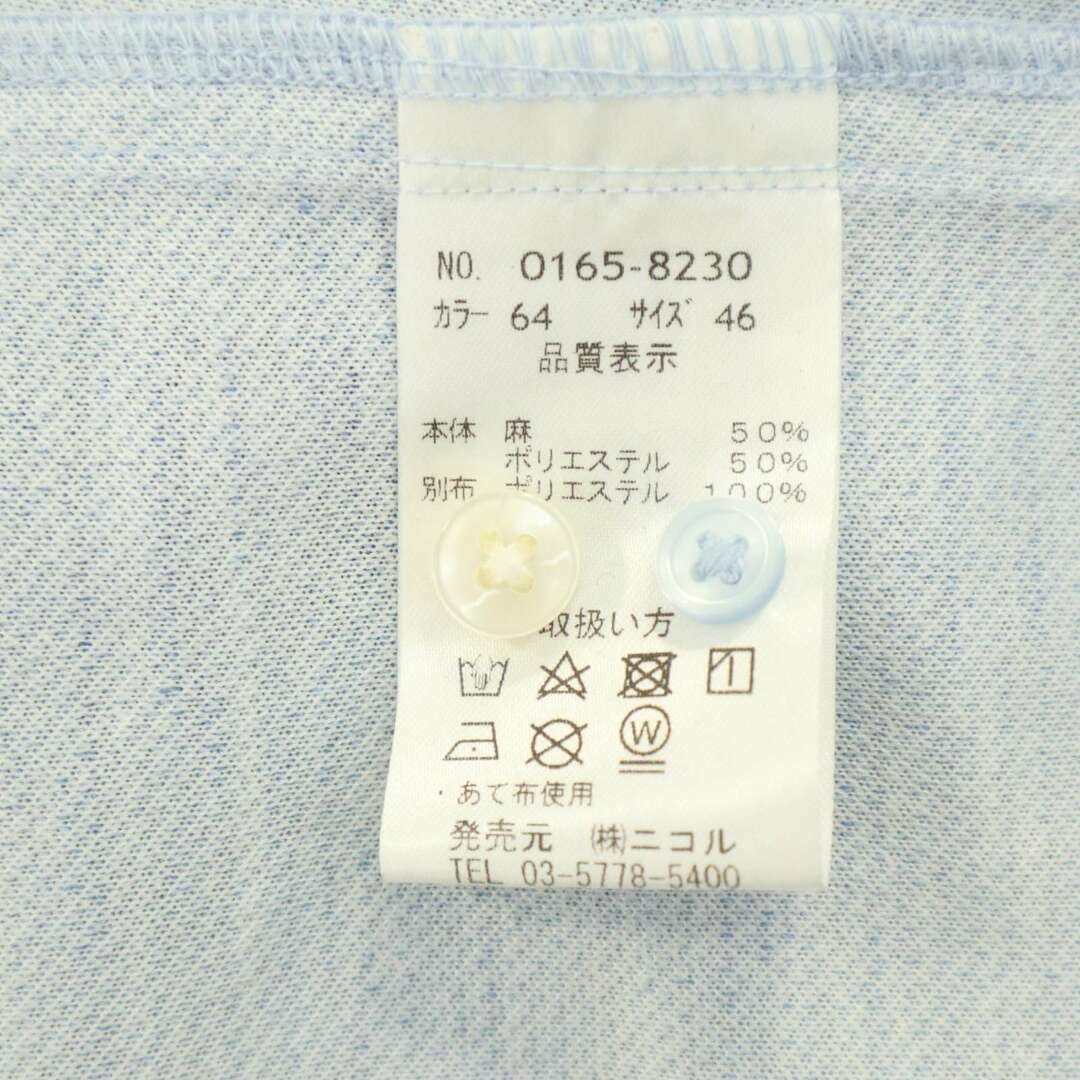 NO. 0165-8230
カラー 64 サイズ 46
品質表示
本体 麻 50%
ポリエステル 50%
別布 ポリエステル 100%
取扱い方
W
・あて布使用
発売元 ㈱ニコル
TEL 03-5778-5400